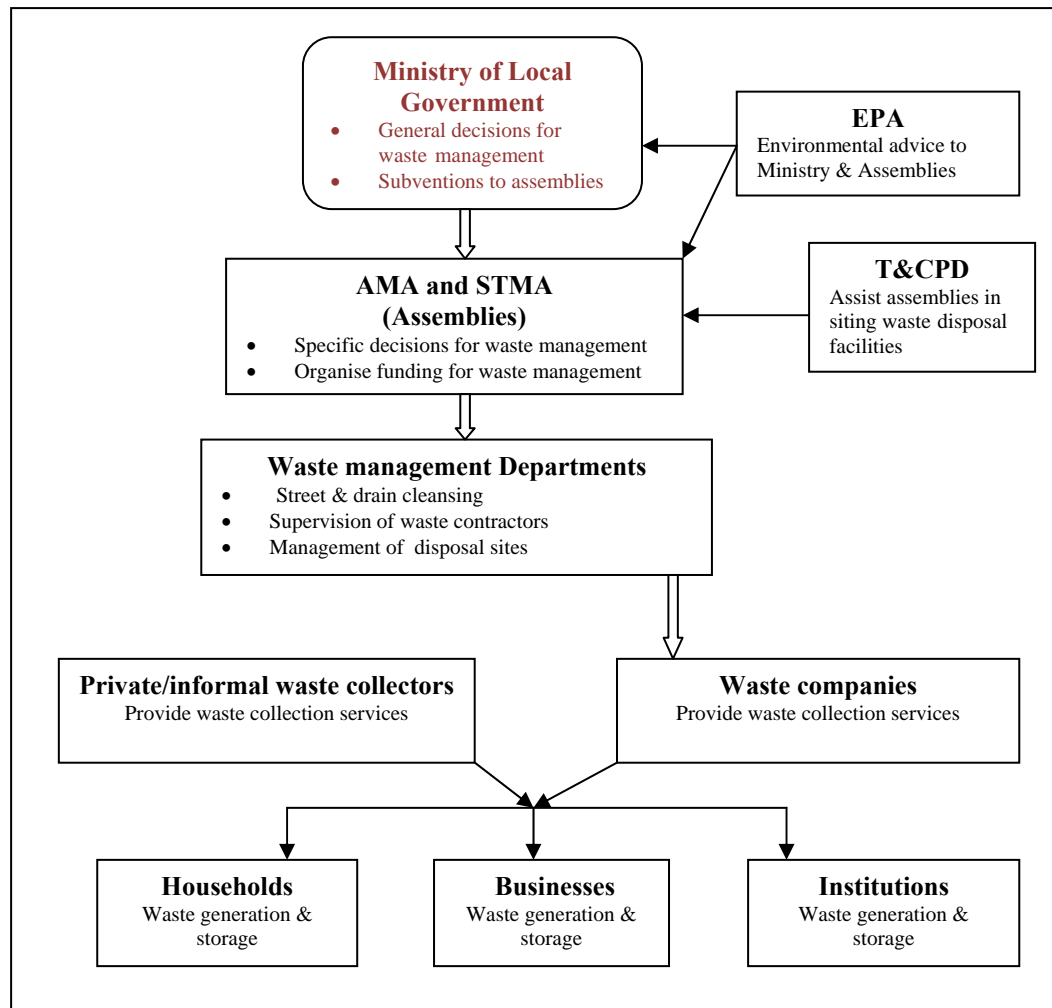 Ministry of Local
Government
• General decisions for
waste management
• Subventions to assemblies
EPA
Environmental advice to
Ministry & Assemblies
AMA and STMA
(Assemblies)
• Specific decisions for waste management
• Organise funding for waste management
T&CPD
Assist assemblies in
siting waste disposal
facilities
Waste management Departments
• Street & drain cleansing
• Supervision of waste contractors
• Management of disposal sites
Private/informal waste collectors
Provide waste collection services
Waste companies
Provide waste collection services
Households
Waste generation &
storage
Businesses
Waste generation &
storage
Institutions
Waste generation &
storage